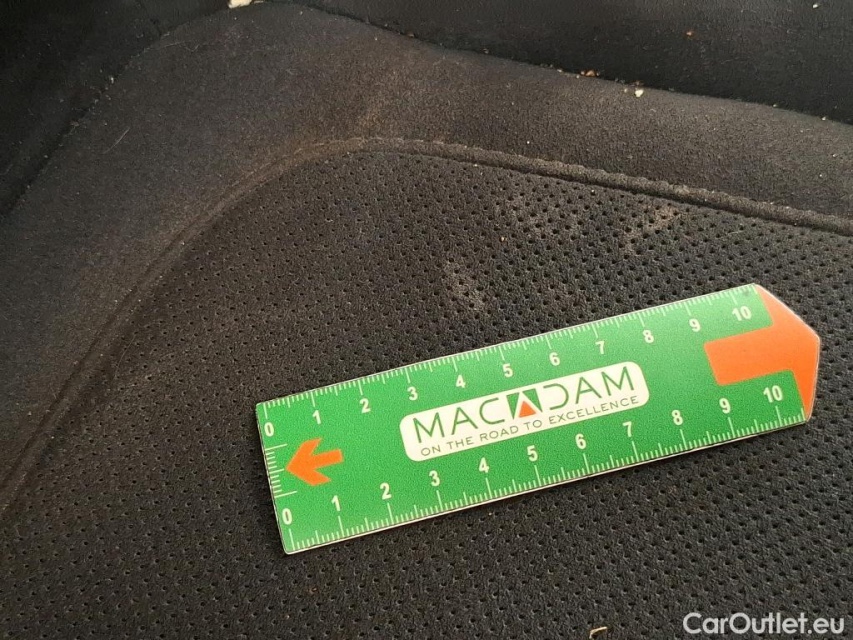 0 1 2 3 4 5 6 7 8 9 10
MACADAM
ON THE ROAD TO EXCELLENCE
0 1 2 3 4 5 6 7 8 9 10
CarOutlet.eu